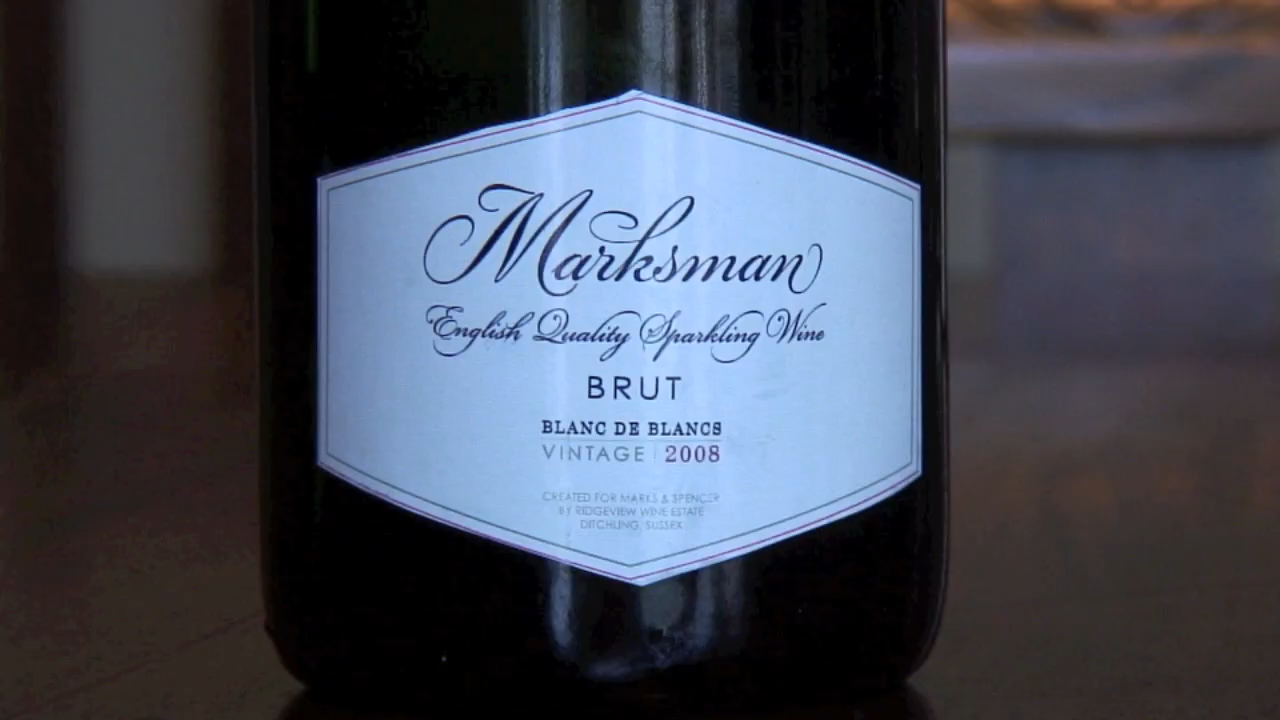 Marksman
English Quality Sparkling Wine
BRUT
BLANC DE BLANCS
VINTAGE | 2008
CREATED FOR MARKS & SPENCER
BY RIDGEVIEW WINE ESTATE
DITCHLING, SUSSEX